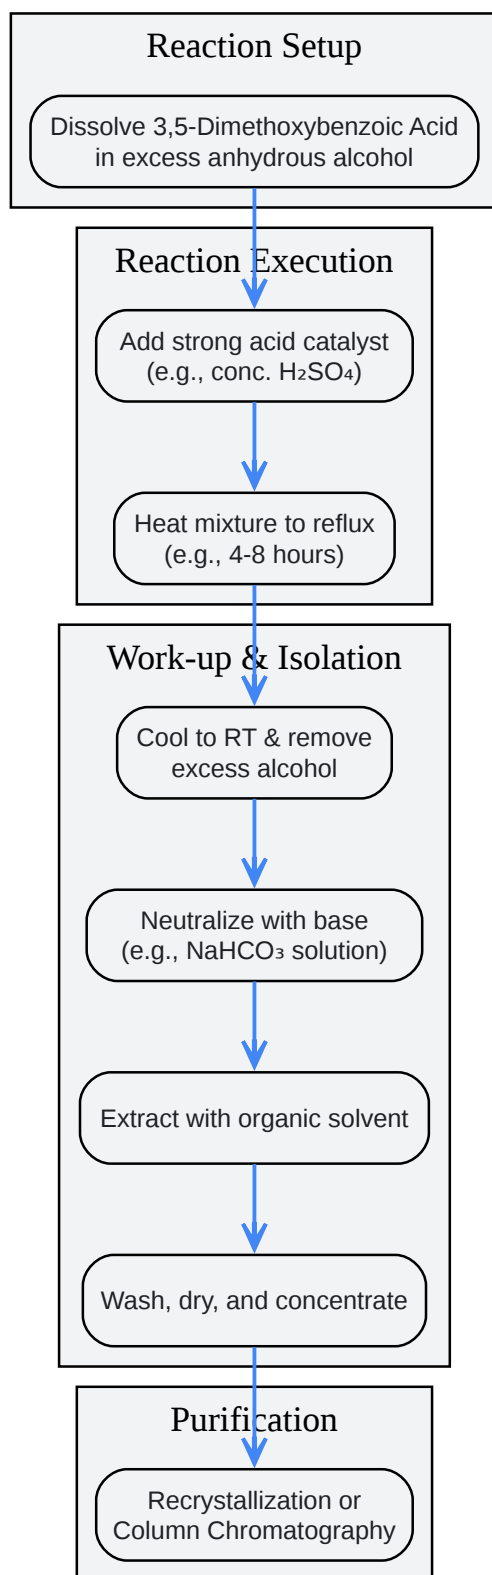 Reaction Setup
Dissolve 3,5-Dimethoxybenzoic Acid
in excess anhydrous alcohol
Reaction Execution
Add strong acid catalyst
(e.g., conc. H₂SO₄)
Heat mixture to reflux
(e.g., 4-8 hours)
Work-up & Isolation
Cool to RT & remove
excess alcohol
Neutralize with base
(e.g., NaHCO₃ solution)
Extract with organic solvent
Wash, dry, and concentrate
Purification
Recrystallization or
Column Chromatography